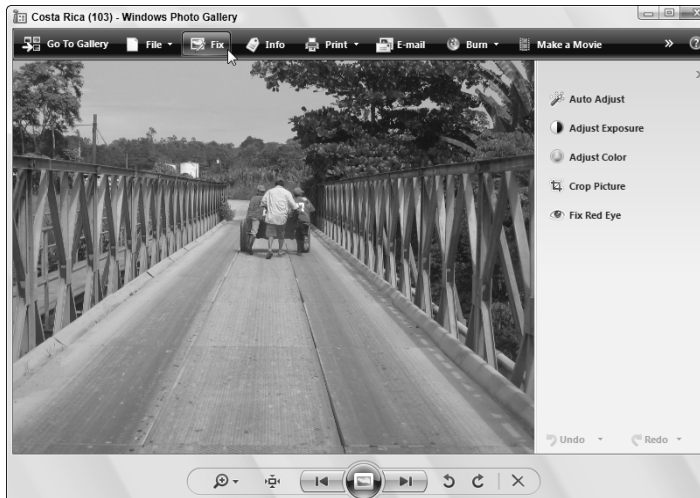 Costa Rica (103) - Windows Photo Gallery
Go To Gallery File Fix Info Print E-mail Burn Make a Movie » ?
Auto Adjust
Adjust Exposure
Adjust Color
Crop Picture
Fix Red Eye
Undo Redo